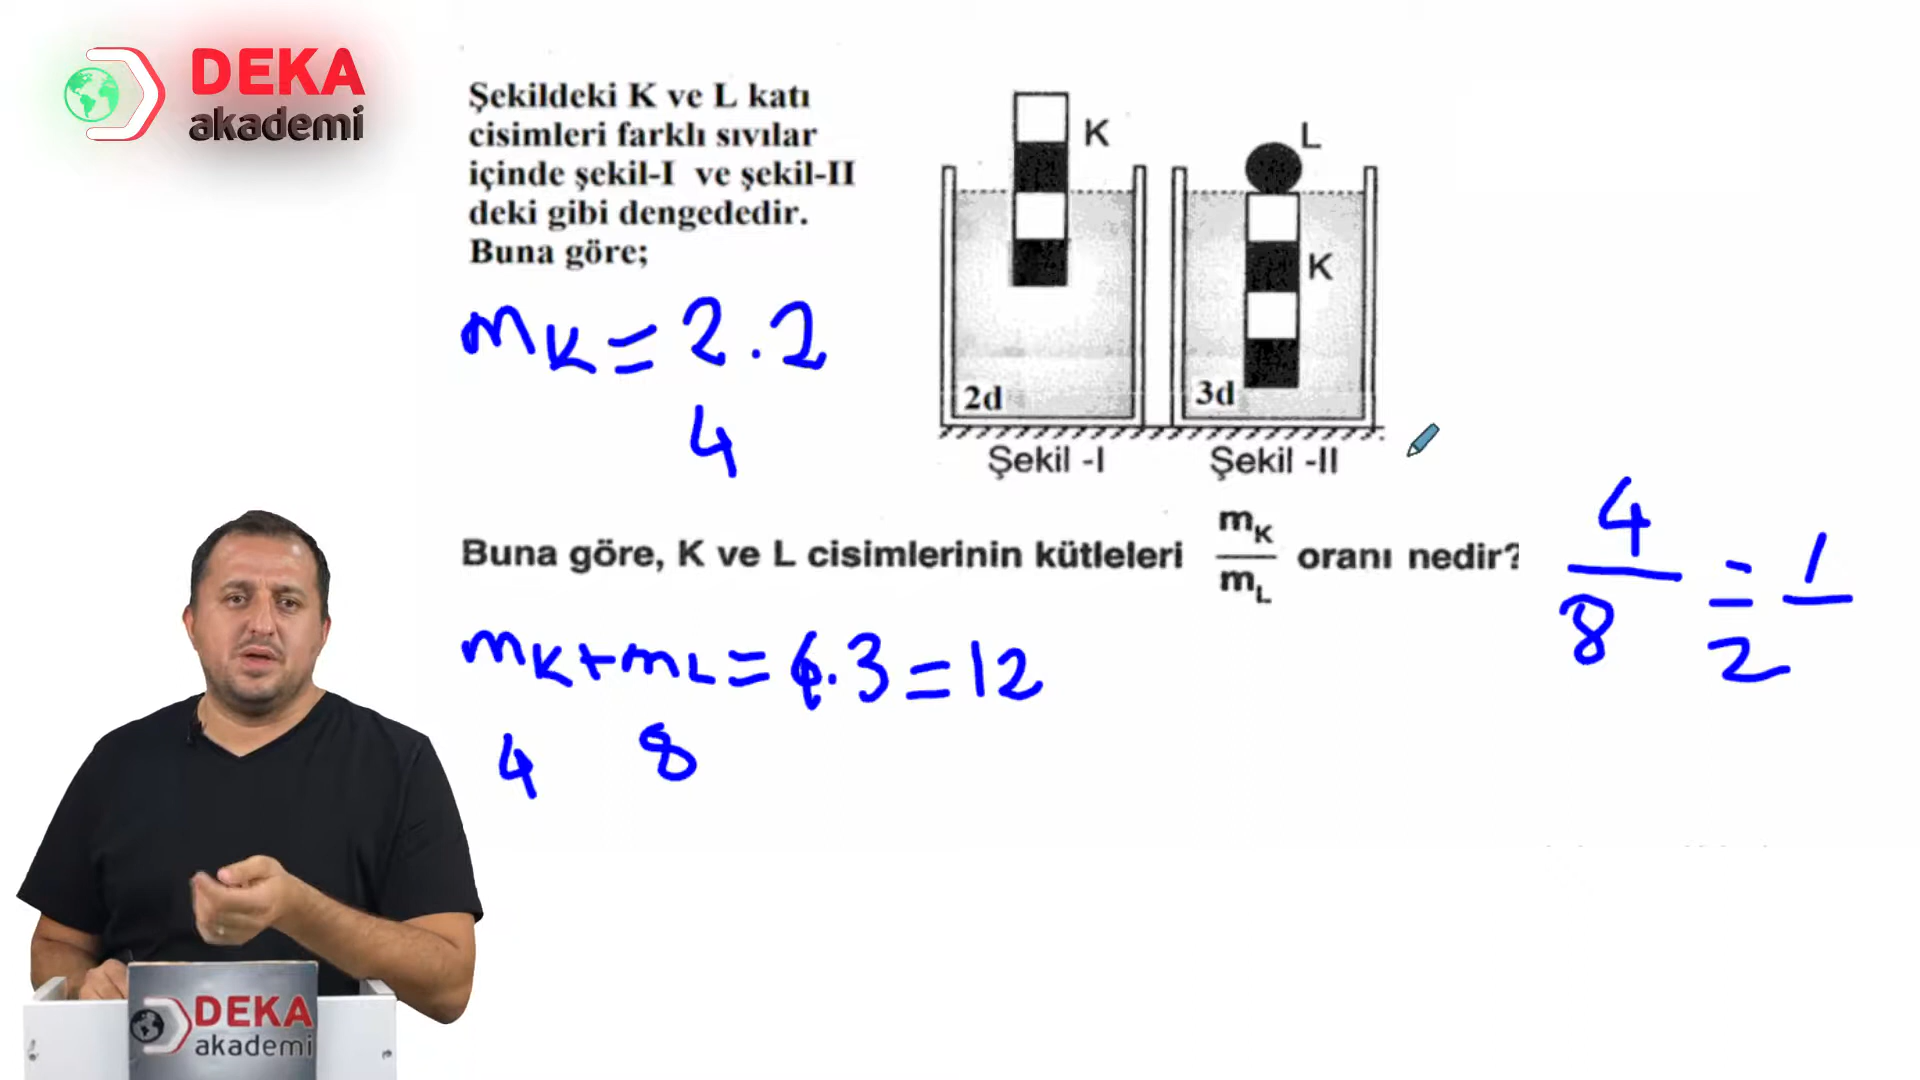 DEKA
akademi
Şekildeki K ve L katı
cisimleri farklı sıvılar
içinde şekil-I ve şekil-II
deki gibi dengededir.
Buna göre;
K
2d
Şekil -I
L
K
3d
Şekil -II
mK = 2.2
4
Buna göre, K ve L cisimlerinin kütleleri mK/mL oranı nedir?
4/8 = 1/2
mK+mL = 4.3 = 12
4 8
DEKA
akademi